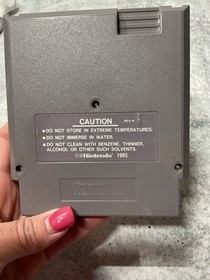 CAUTION
•DO NOT STORE IN EXTREME TEMPERATURES.
•DO NOT IMMERSE IN WATER.
•DO NOT CLEAN WITH BENZENE, THINNER,
ALCOHOL OR OTHER SUCH SOLVENTS.
Nintendo 1985